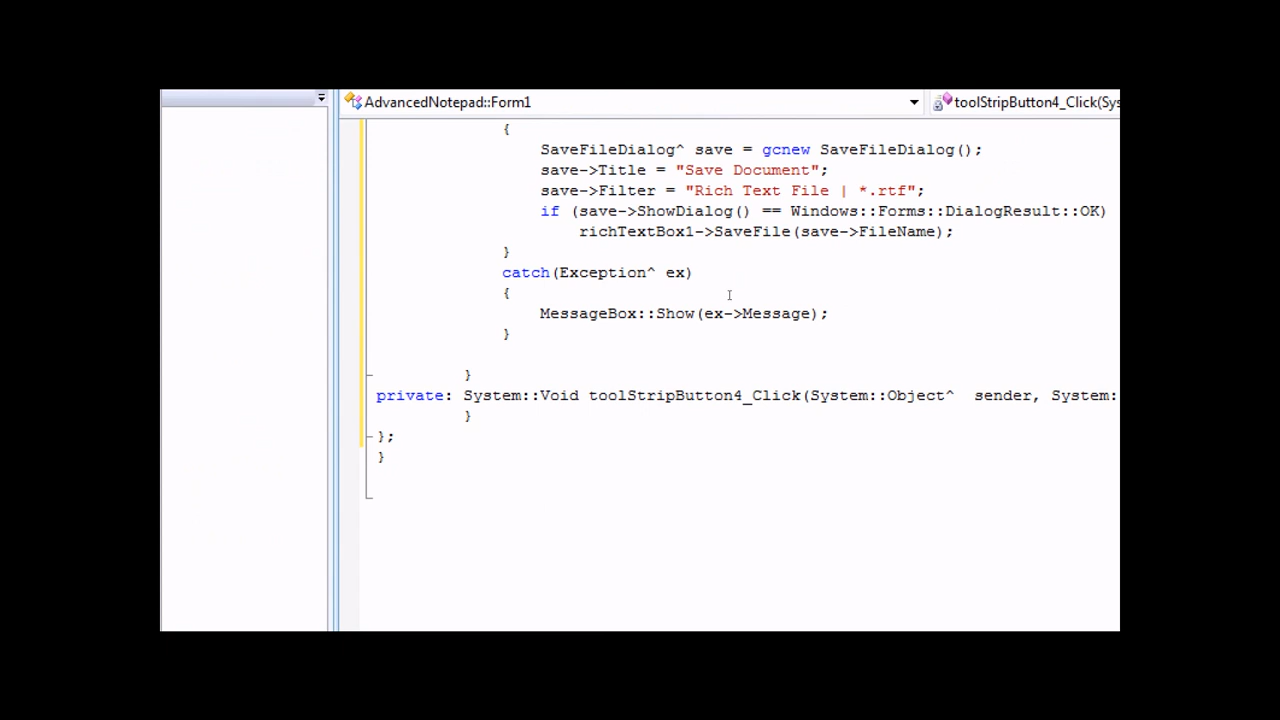 AdvancedNotepad::Form1
toolStripButton4_Click(Sys
{
SaveFileDialog^ save = gcnew SaveFileDialog();
save->Title = "Save Document";
save->Filter = "Rich Text File | *.rtf";
if (save->ShowDialog() == Windows::Forms::DialogResult::OK)
richTextBox1->SaveFile(save->FileName);
}
catch(Exception^ ex)
{
MessageBox::Show(ex->Message);
}
}
private: System::Void toolStripButton4_Click(System::Object^  sender, System:
}
};
}